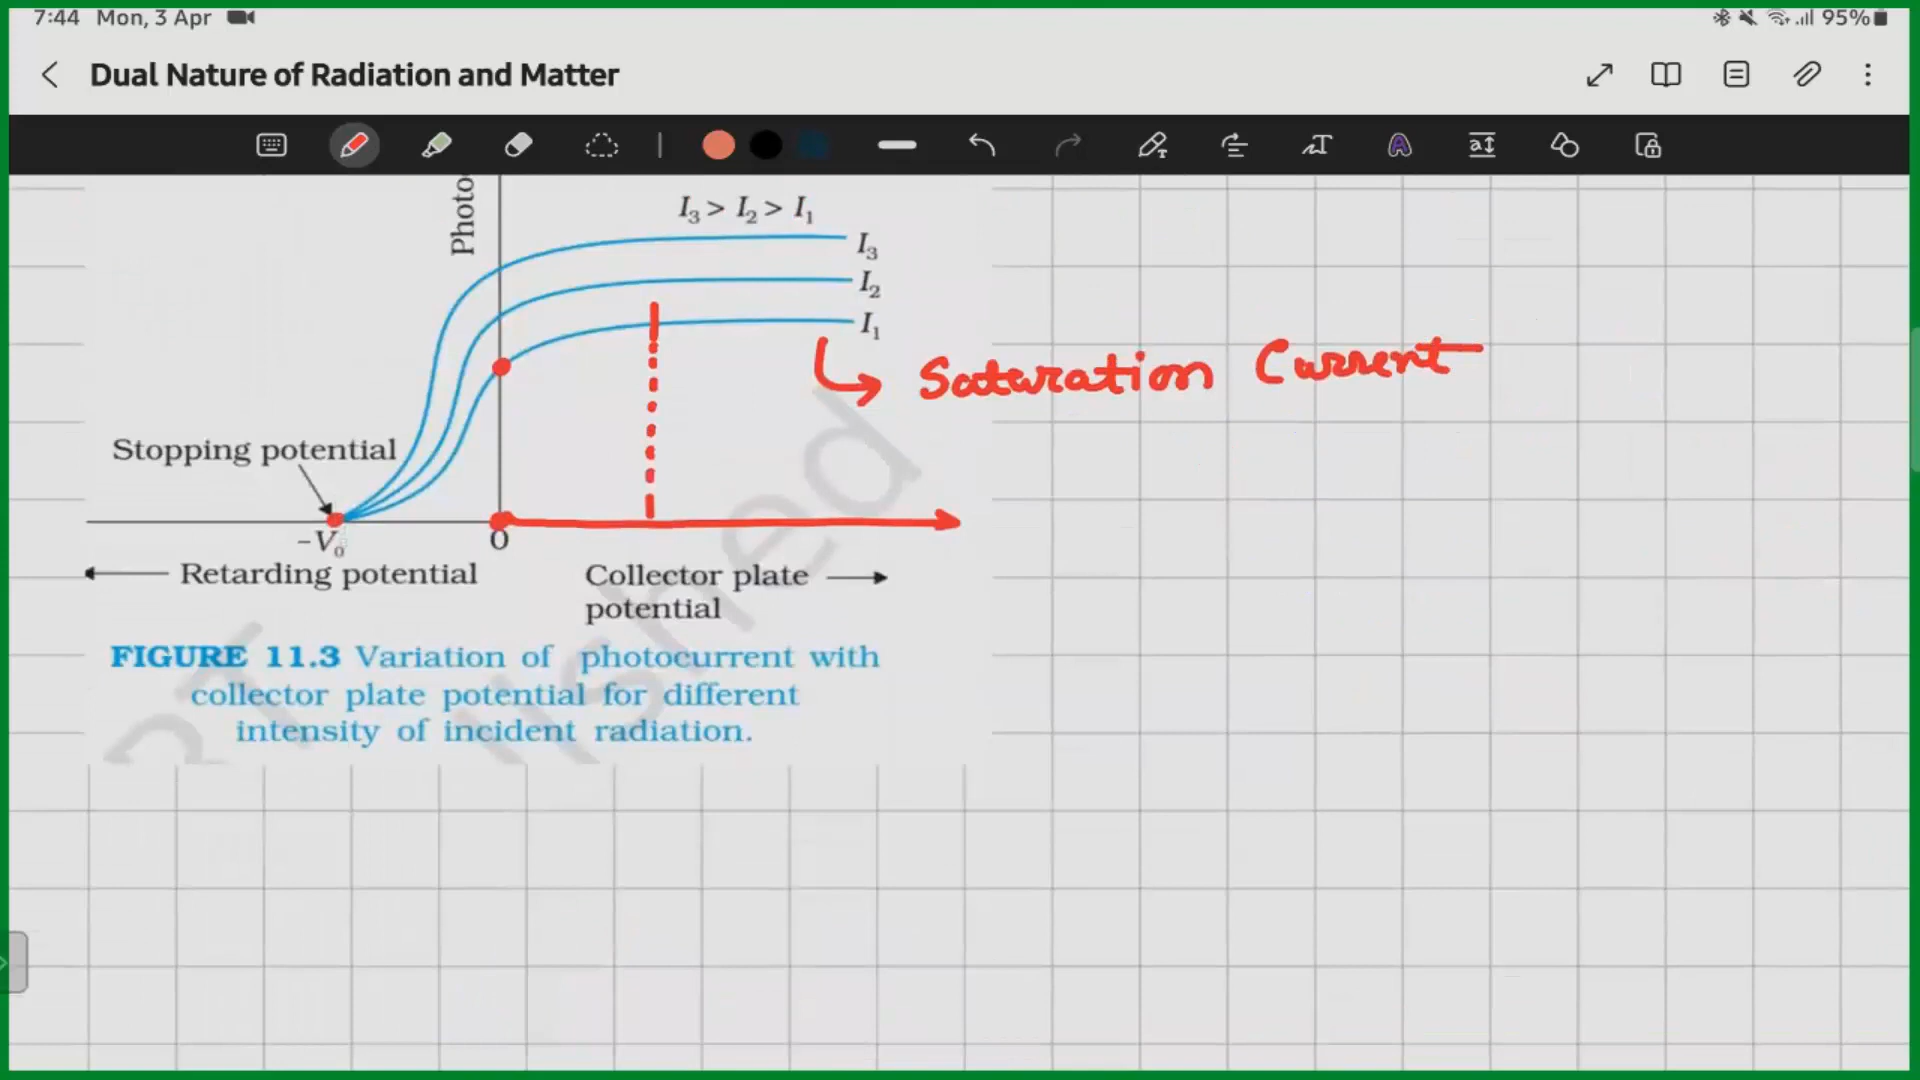 7:44 Mon, 3 Apr 95%
Dual Nature of Radiation and Matter
Photo
I₃ > I₂ > I₁
I₃
I₂
I₁
Saturation Current
Stopping potential
–V₀
0
Retarding potential
Collector plate
potential
FIGURE 11.3 Variation of photocurrent with
collector plate potential for different
intensity of incident radiation.